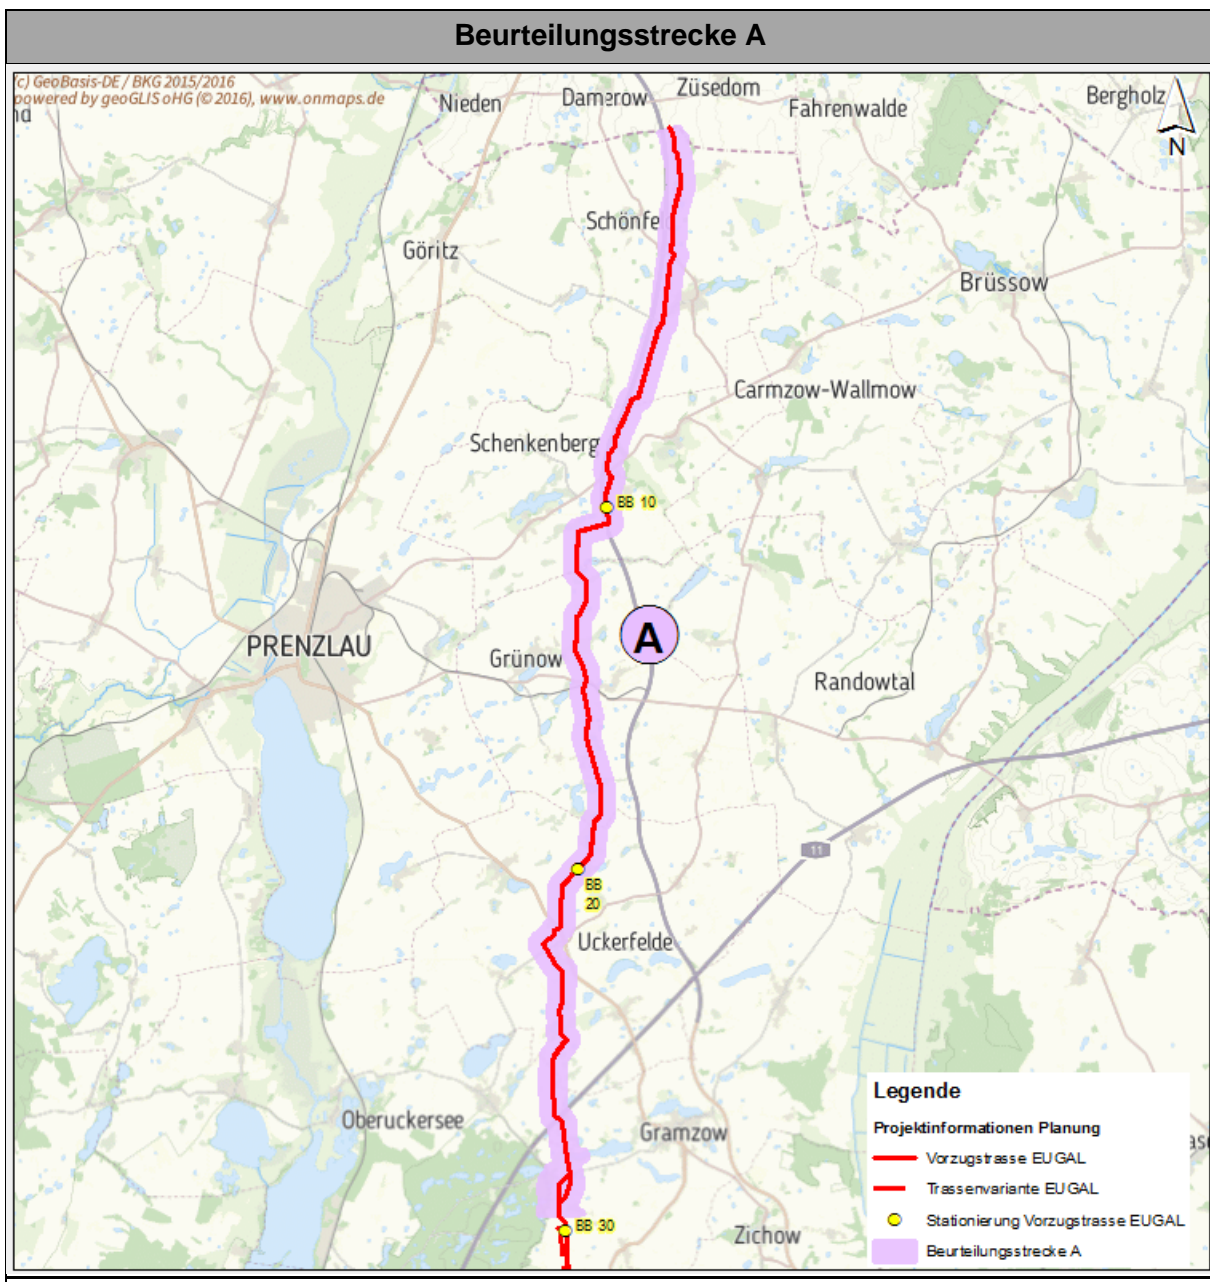 Beurteilungsstrecke A
(c) GeoBasis-DE / BKG 2015/2016
powered by geoGLIS oHG (© 2016), www.onmaps.de
nd
Nieden
Damerow
Züsedom
Fahrenwalde
Bergholz
N
Schönfe
Göritz
Brüssow
Carmzow-Wallmow
Schenkenberg
BB 10
A
PRENZLAU
Grünow
Randowtal
11
BB
20
Uckerfelde
Oberuckersee
Gramzow
BB 30
Zichow
Legende
Projektinformationen Planung
Vorzugstrasse EUGAL
Trassenvariante EUGAL
Stationierung Vorzugstrasse EUGAL
Beurteilungsstrecke A